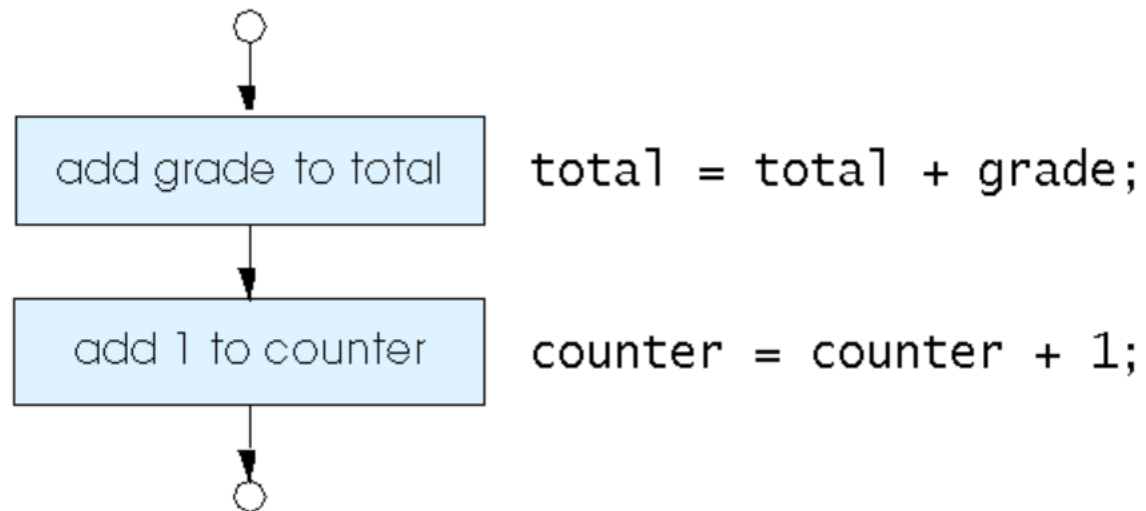 add grade to total
total = total + grade;
add 1 to counter
counter = counter + 1;